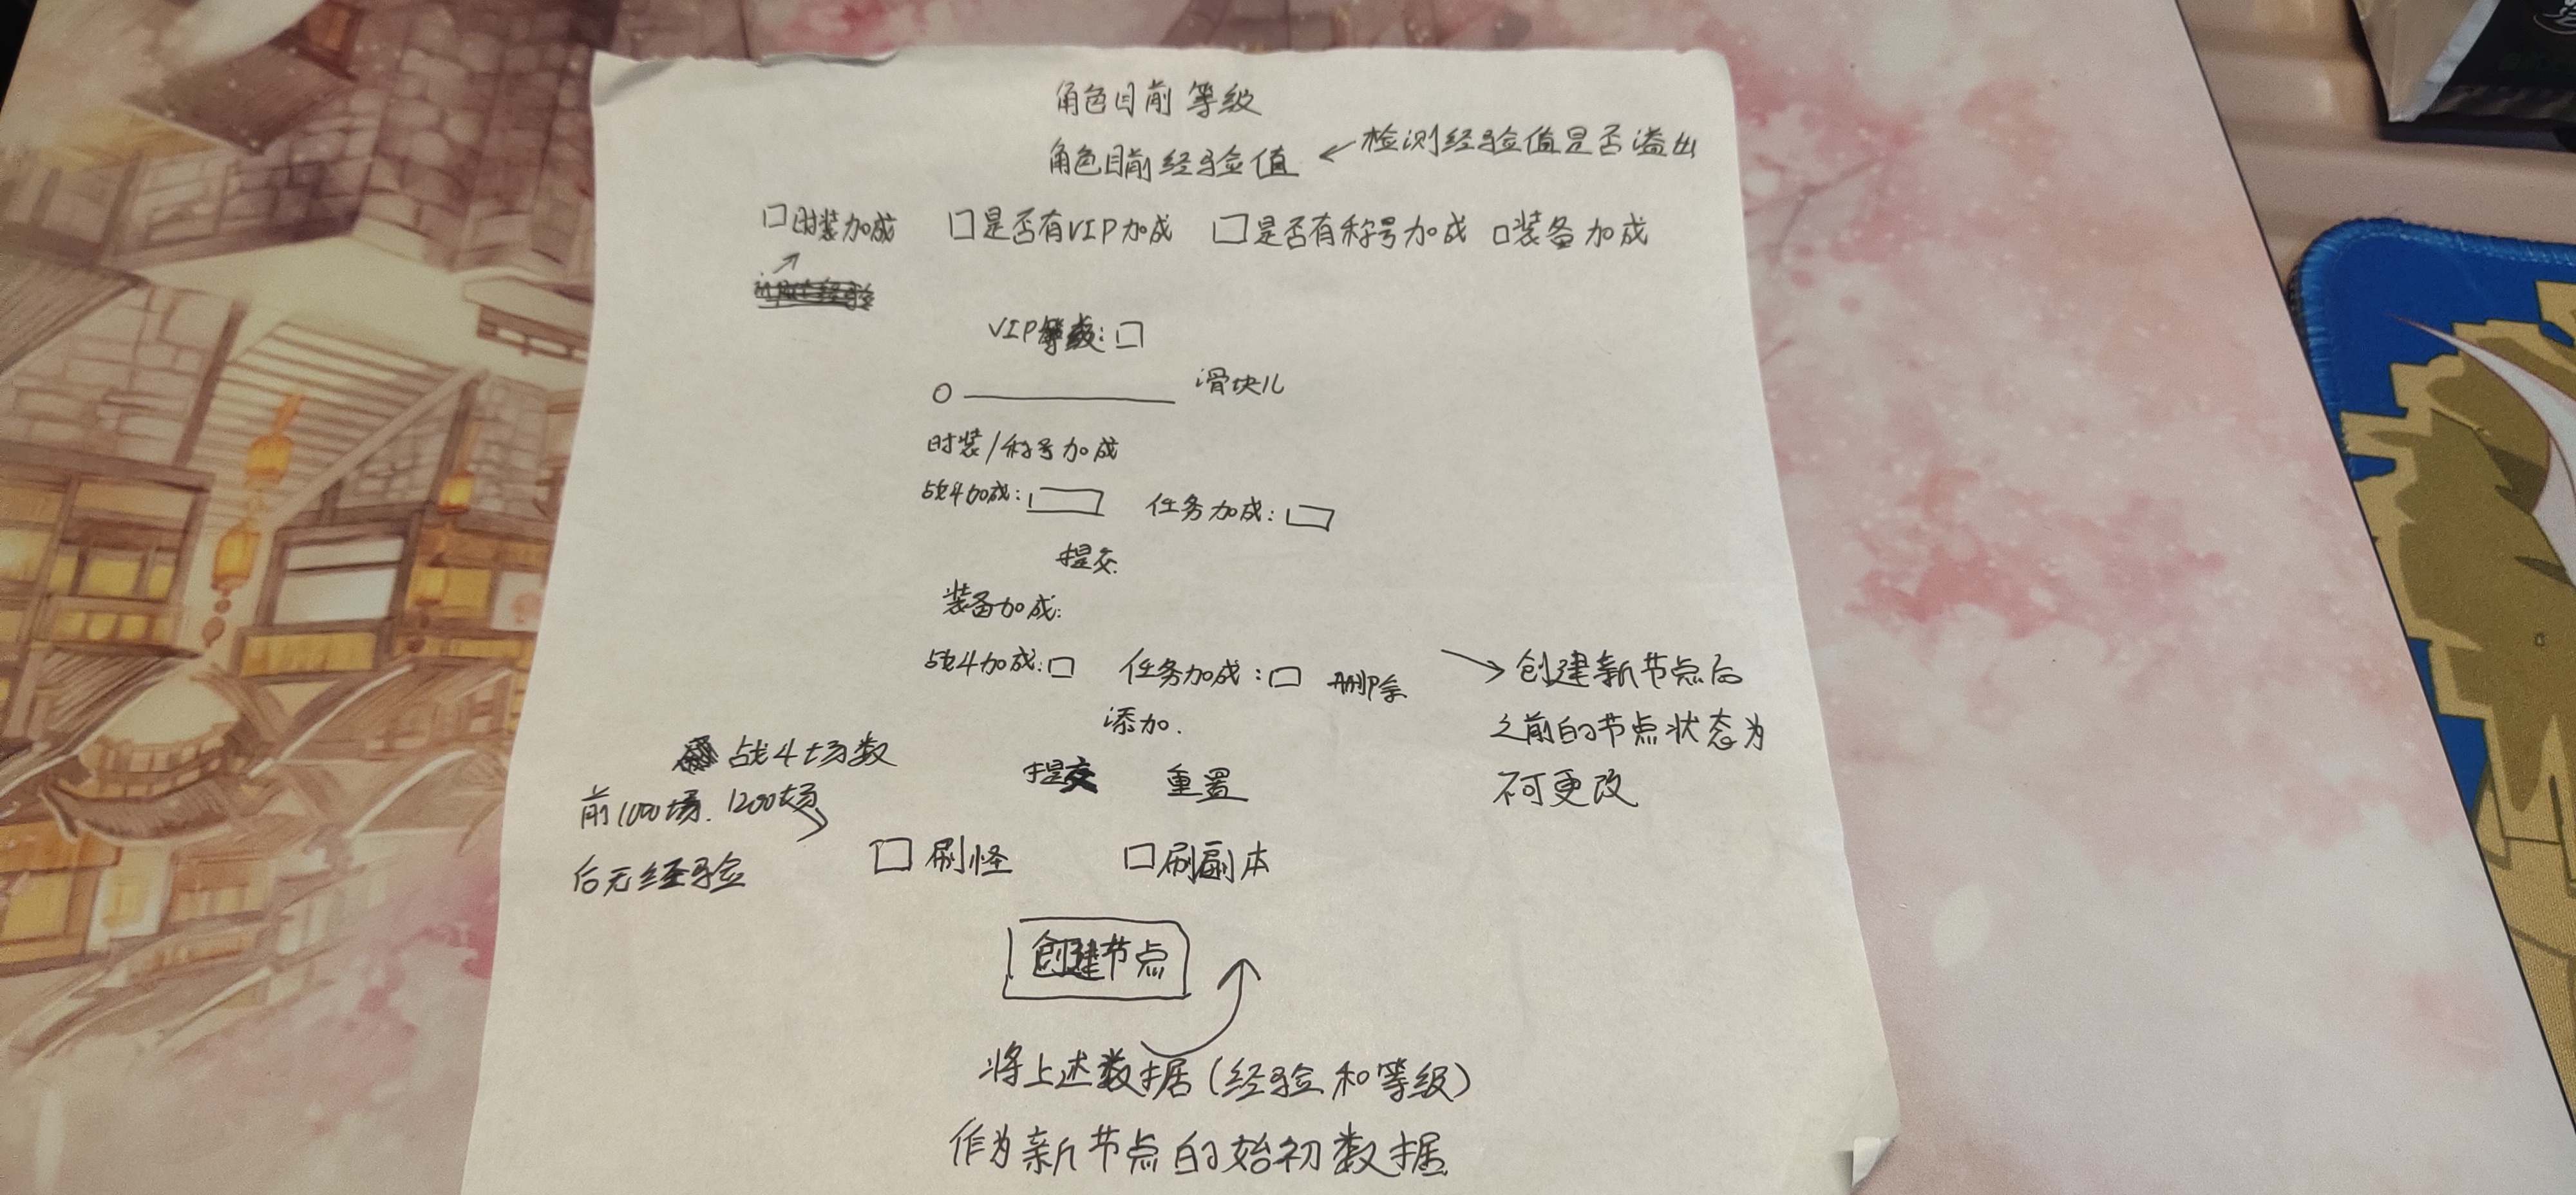 角色目前等级
角色目前经验值 ← 检测经验值是否溢出
□时装加成 □是否有VIP加成 □是否有称号加成 □装备加成
VIP等级:□
滑块儿
时装/称号加成
战斗加成:□ 任务加成:□
提交
装备加成:
战斗加成:□ 任务加成:□ 删除
→创建新节点后
之前的节点状态为
不可更改
添加.
提交 重置
战斗场数
前1000场.1200场
后无经验
□刷怪 □刷副本
创建节点
将上述数据(经验和等级)
作为新节点的始初数据